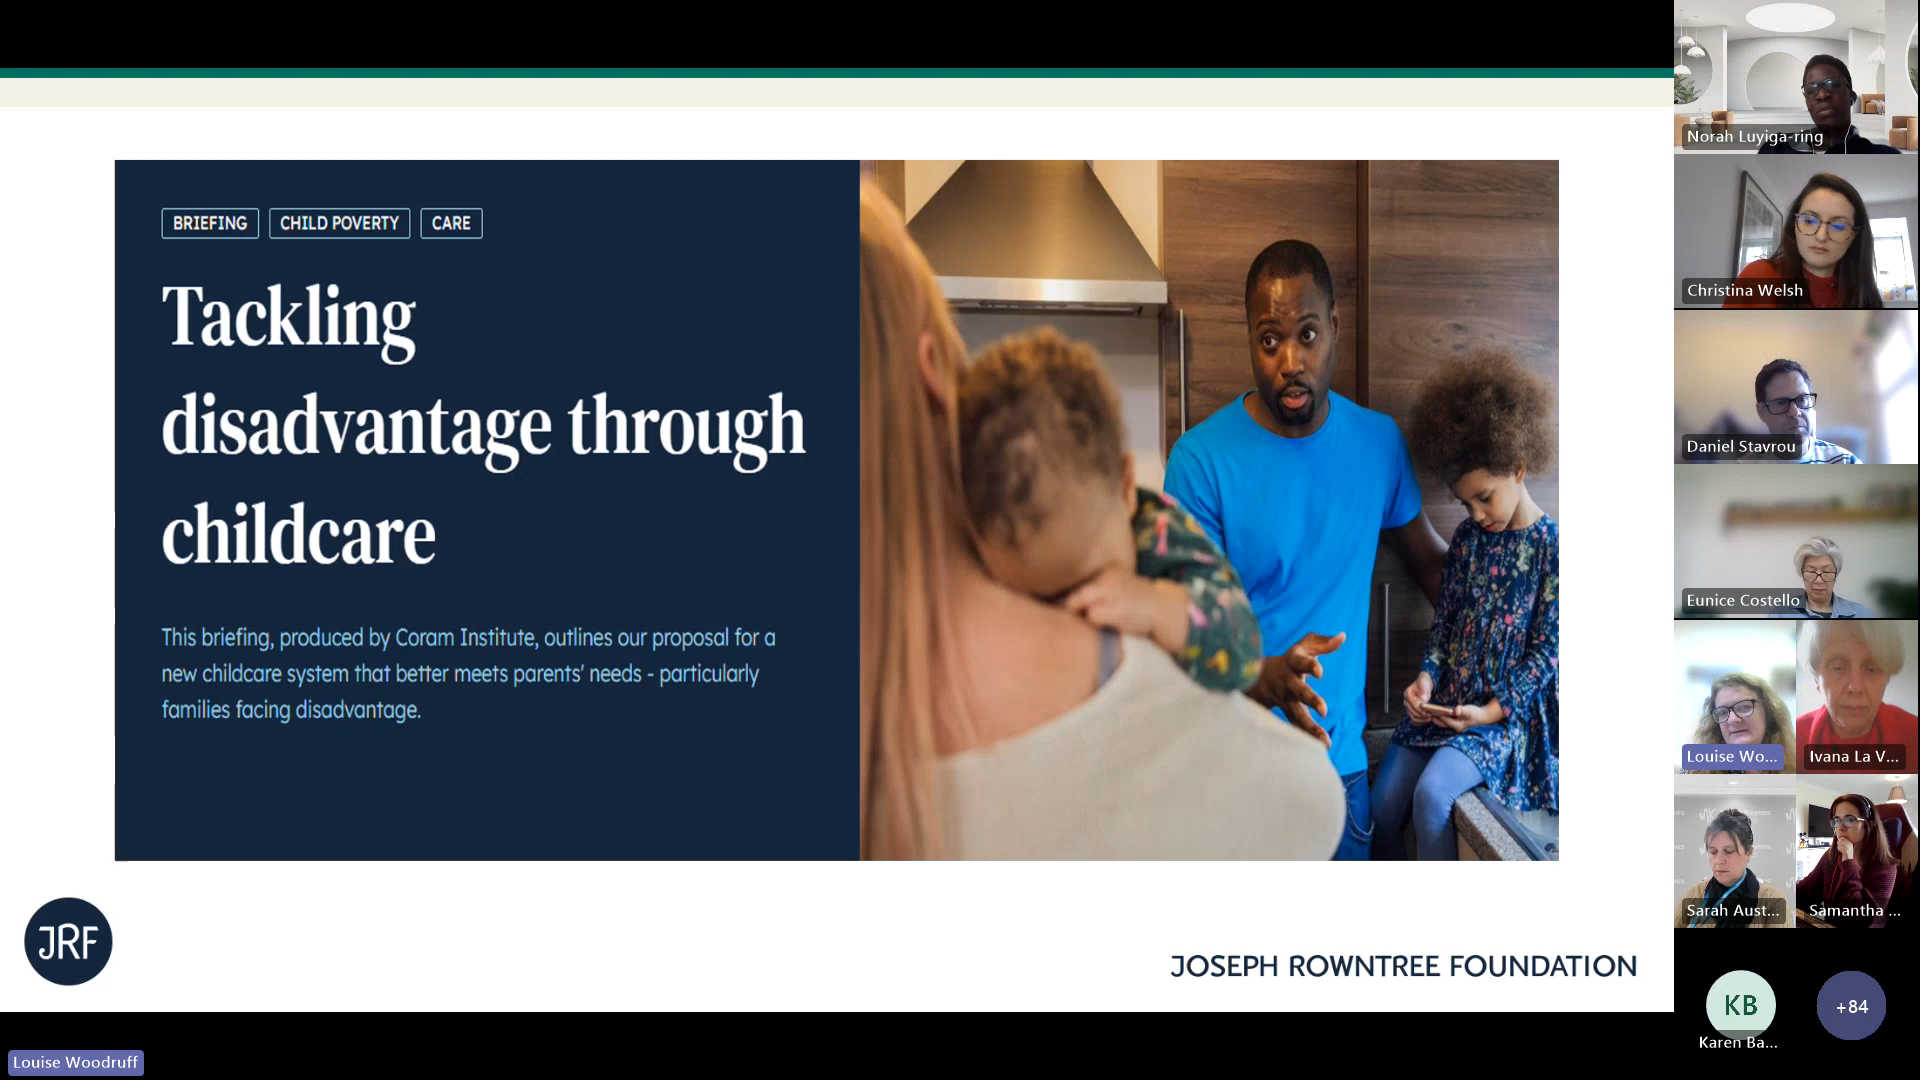 BRIEFING CHILD POVERTY CARE
Tackling
disadvantage through
childcare
This briefing, produced by Coram Institute, outlines our proposal for a
new childcare system that better meets parents' needs - particularly
families facing disadvantage.
JRF
JOSEPH ROWNTREE FOUNDATION
Louise Woodruff
Norah Luyiga-ring
Christina Welsh
Daniel Stavrou
Eunice Costello
Louise Wo...
Ivana La V...
Sarah Aust...
Samantha ...
KB
Karen Ba...
+84